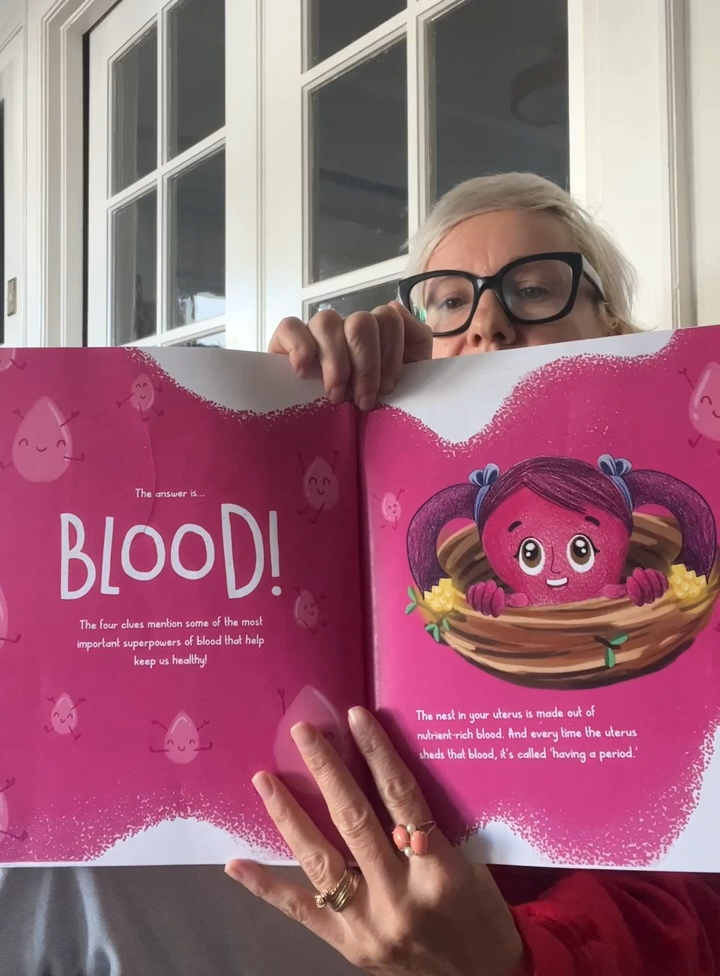 The answer is...
BLOOD!
The four clues mention some of the most
important superpowers of blood that help
keep us healthy!
The nest in your uterus is made out of
nutrient-rich blood. And every time the uterus
sheds that blood, it's called 'having a period.'